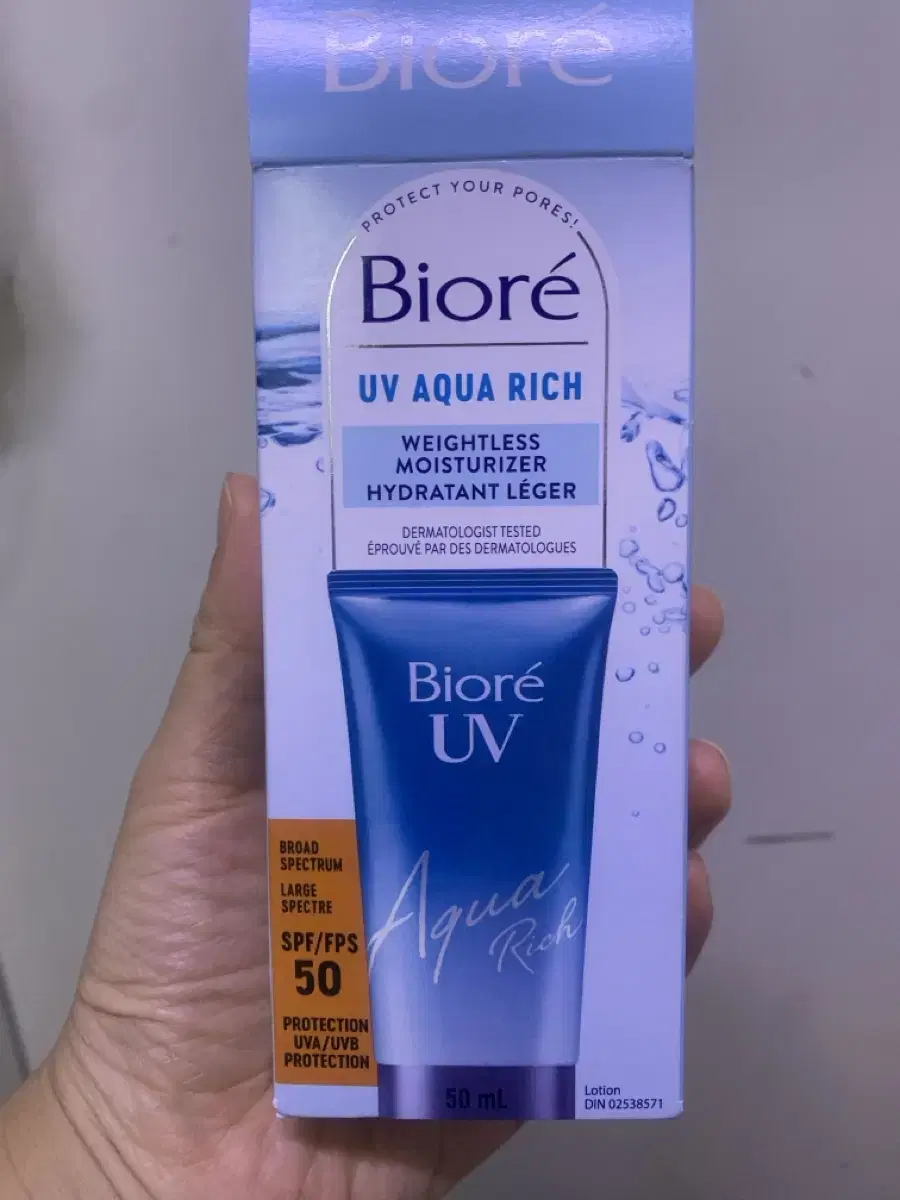 Bioré
PROTECT YOUR PORES!
Bioré
UV AQUA RICH
WEIGHTLESS
MOISTURIZER
HYDRATANT LÉGER
DERMATOLOGIST TESTED
ÉPROUVÉ PAR DES DERMATOLOGUES
Bioré
UV
Aqua
Rich
BROAD
SPECTRUM
LARGE
SPECTRE
SPF/FPS
50
PROTECTION
UVA/UVB
PROTECTION
50 mL
Lotion
DIN 02538571